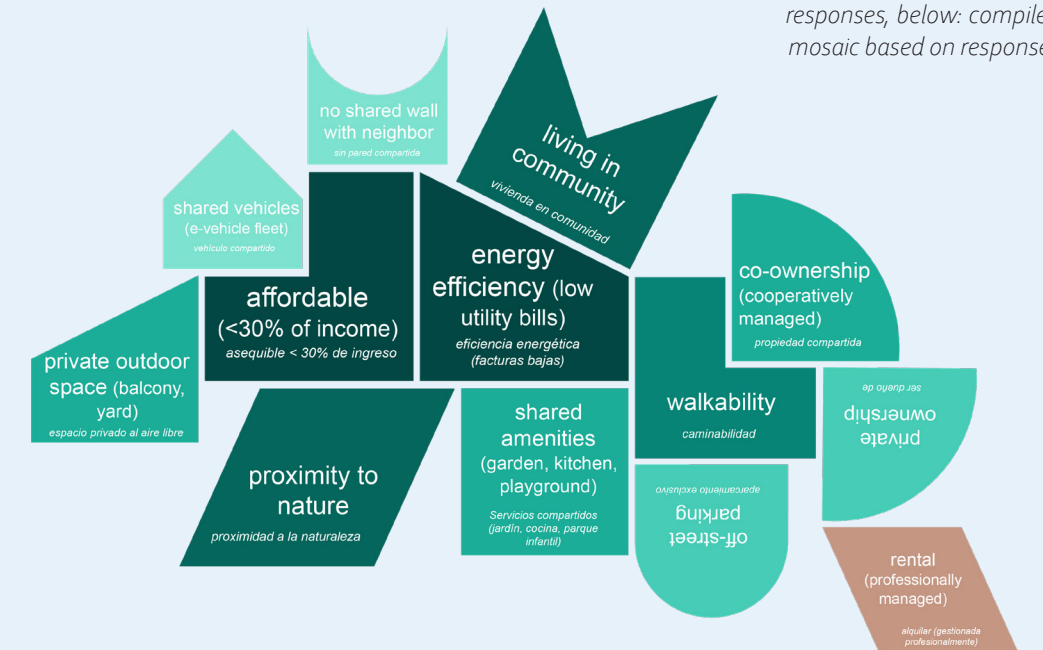 responses, below: compile
mosaic based on response
no shared wall
with neighbor
sin pared compartida
living in
community
vivienda en comunidad
shared vehicles
(e-vehicle fleet)
vehículo compartido
affordable
(<30% of income)
asequible < 30% de ingreso
energy
efficiency (low
utility bills)
eficiencia energética
(facturas bajas)
co-ownership
(cooperatively
managed)
propiedad compartida
private outdoor
space (balcony,
yard)
espacio privado al aire libre
proximity to
nature
proximidad a la naturaleza
shared
amenities
(garden, kitchen,
playground)
Servicios compartidos
(jardín, cocina, parque
infantil)
walkability
caminabilidad
private
ownership
ser dueño de
off-street
parking
aparcamiento exclusivo
rental
(professionally
managed)
alquilar (gestionada
profesionalmente)